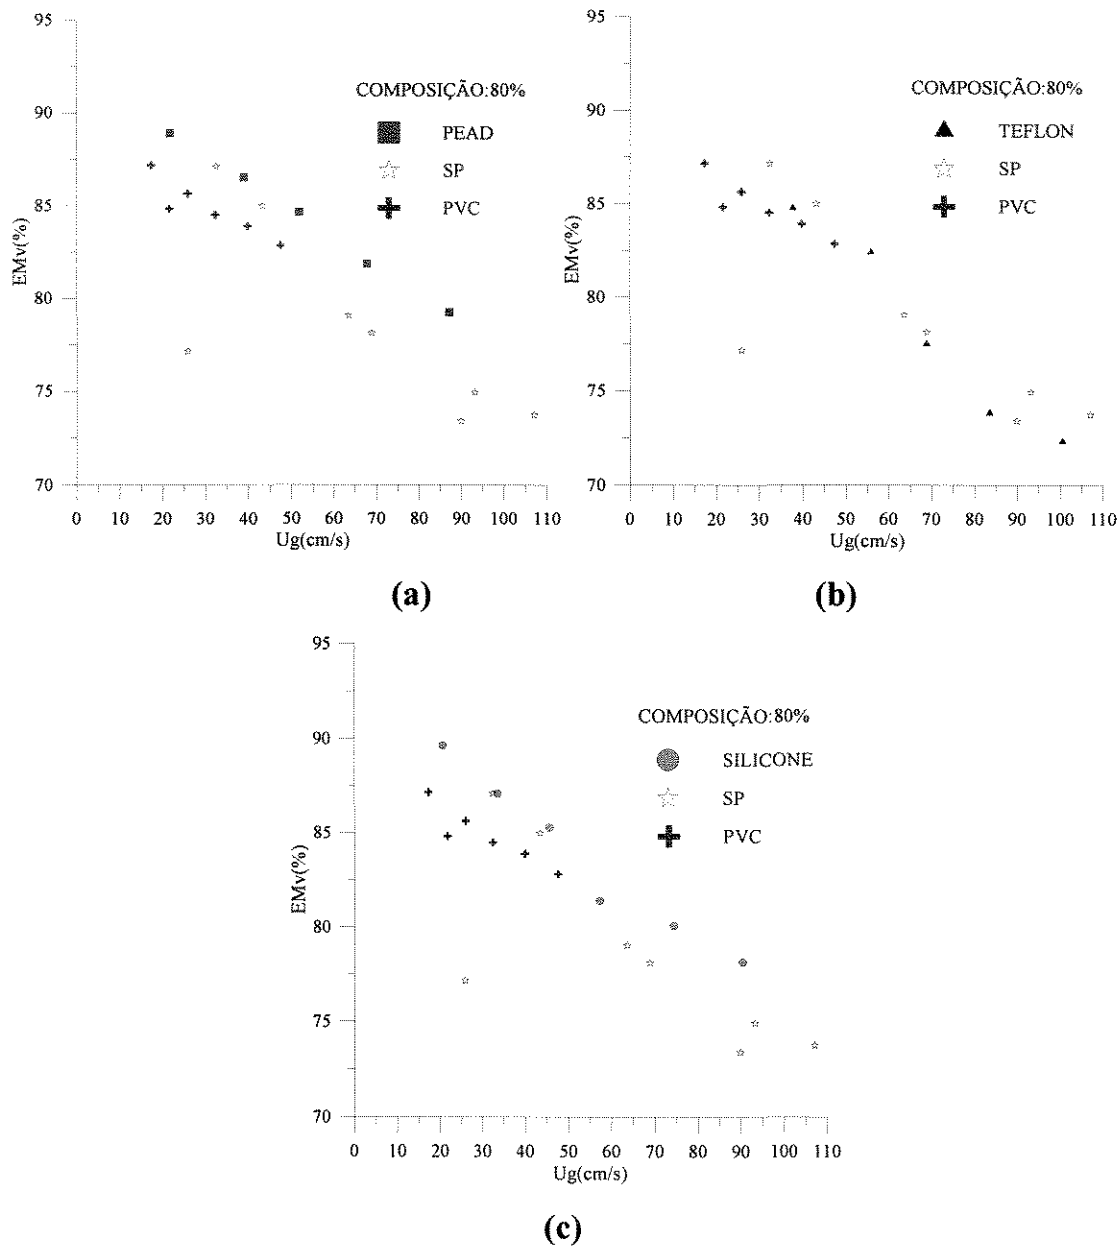 95
90
85
80
75
70
EMv(%)
COMPOSIÇÃO:80%
PEAD
SP
PVC
0 10 20 30 40 50 60 70 80 90 100 110
Ug(cm/s)
(a)
95
90
85
80
75
70
EMv(%)
COMPOSIÇÃO:80%
TEFLON
SP
PVC
0 10 20 30 40 50 60 70 80 90 100 110
Ug(cm/s)
(b)
95
90
85
80
75
70
EMv(%)
COMPOSIÇÃO:80%
SILICONE
SP
PVC
0 20 20 30 40 50 60 70 80 90 100 110
Ug(cm/s)
(c)